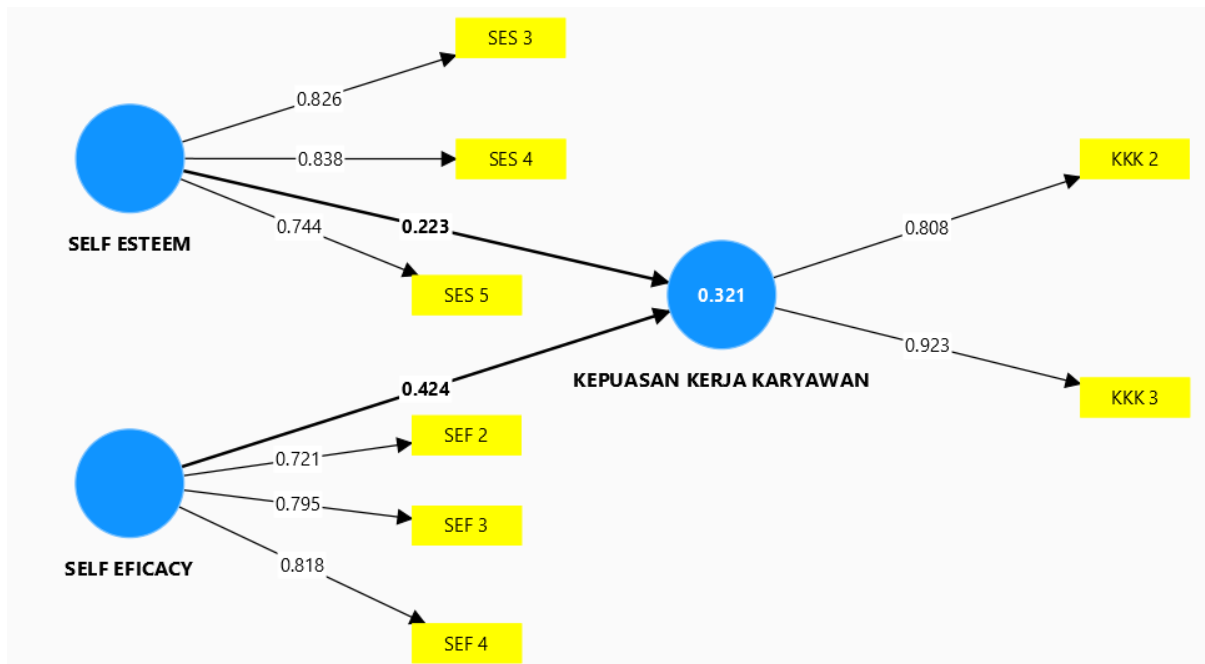 SES 3
0.826
SES 4
0.838
0.744
0.223
SELF ESTEEM
SES 5
KKK 2
0.808
0.321
0.923
KEPUASAN KERJA KARYAWAN
KKK 3
0.424
SEF 2
0.721
SEF 3
0.795
SELF EFICACY
0.818
SEF 4